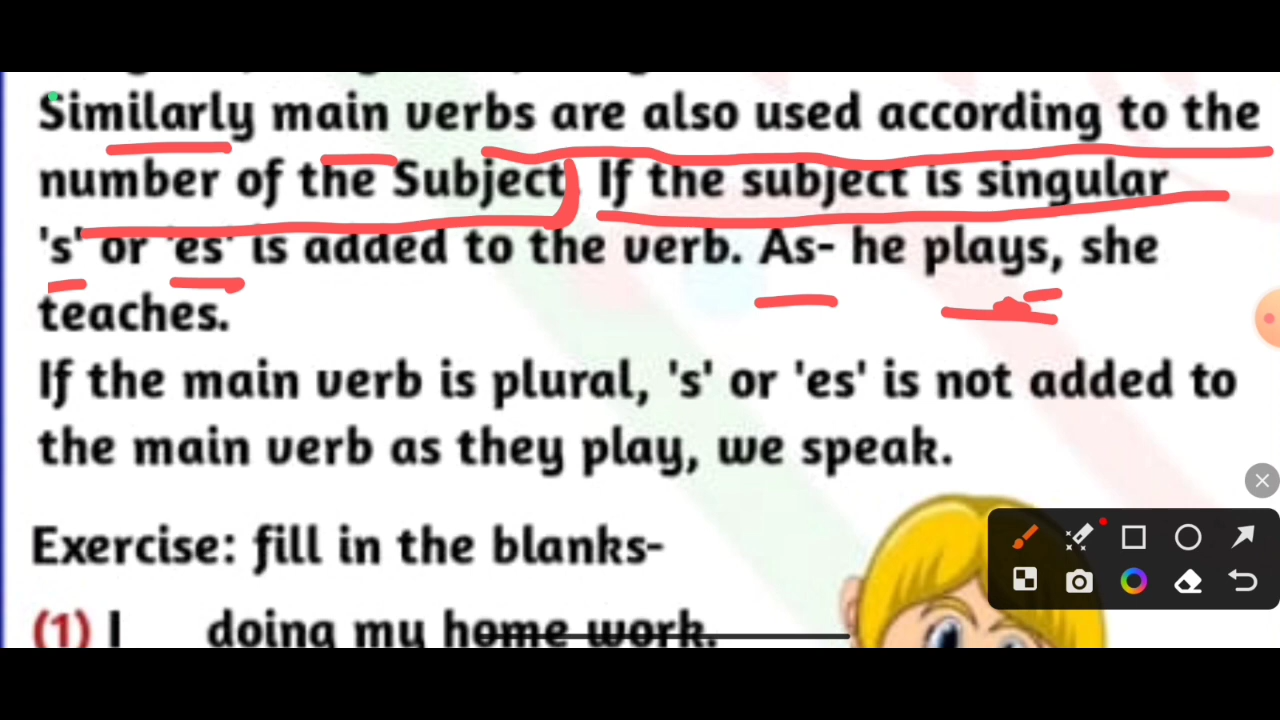 Similarly main verbs are also used according to the
number of the Subject. If the subject is singular
's' or 'es' is added to the verb. As- he plays, she
teaches.
If the main verb is plural, 's' or 'es' is not added to
the main verb as they play, we speak.
Exercise: fill in the blanks-
(1) I doing my home work.